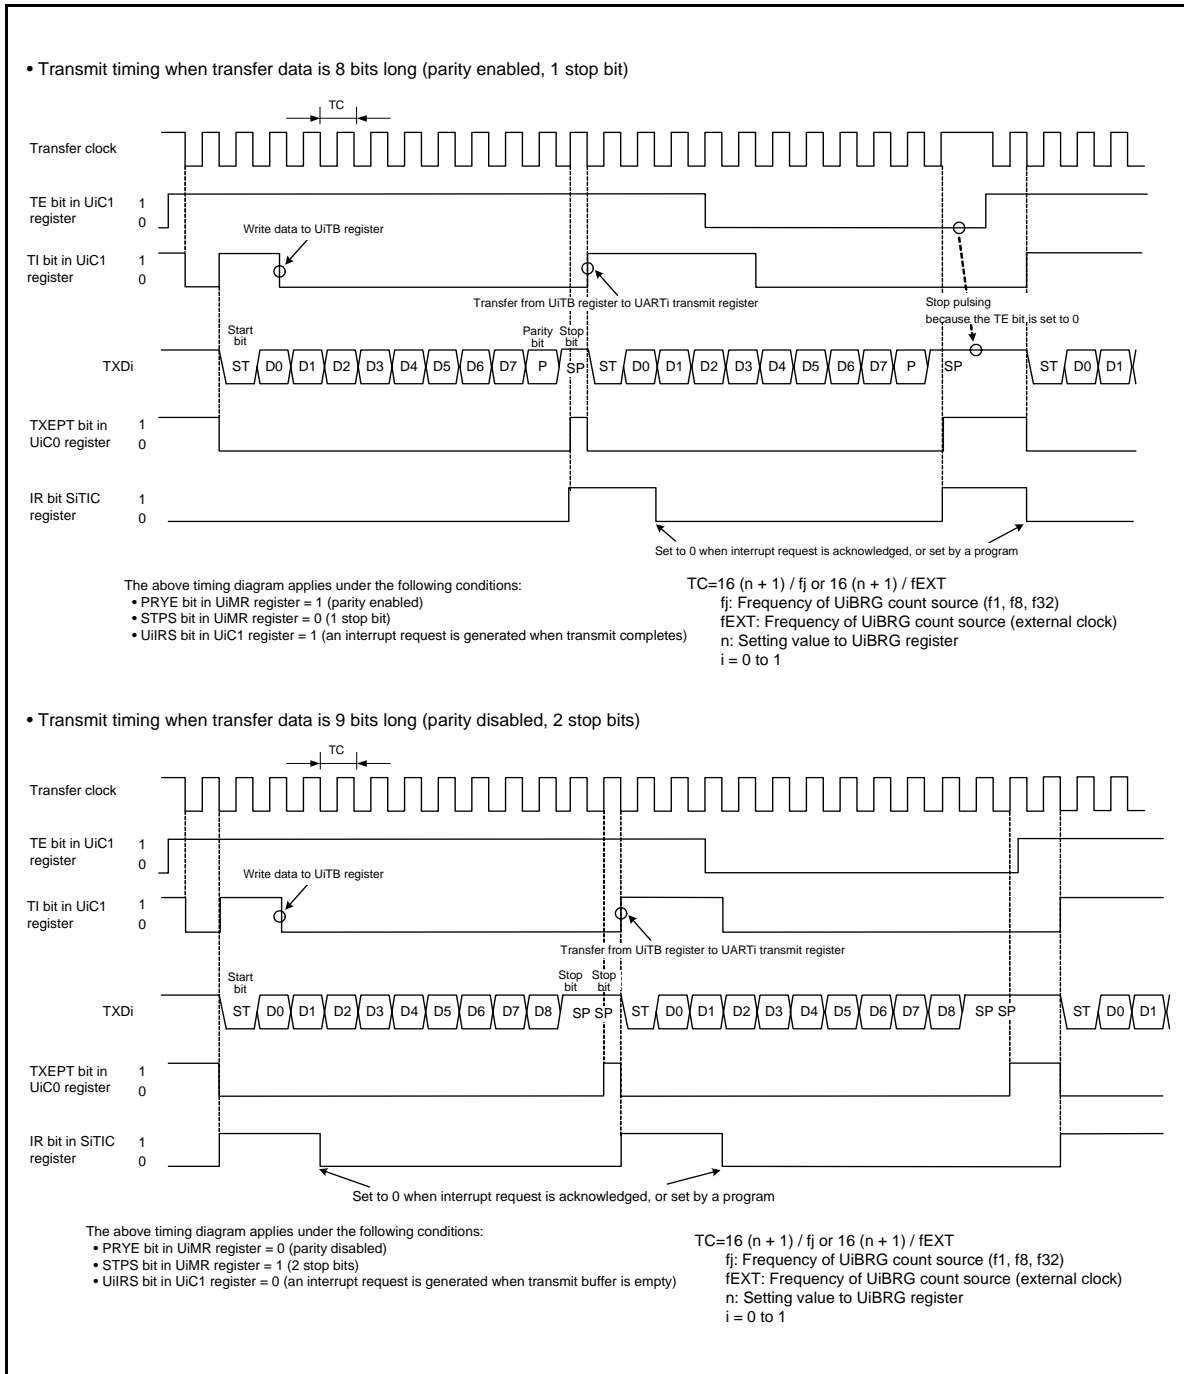 • Transmit timing when transfer data is 8 bits long (parity enabled, 1 stop bit)
TC
Transfer clock
TE bit in UiC1
register
1
0
Write data to UiTB register
TI bit in UiC1
register
1
0
Transfer from UiTB register to UARTi transmit register
Stop pulsing
because the TE bit is set to 0
Start
bit
Parity
bit
Stop
bit
TXDi
ST D0 D1 D2 D3 D4 D5 D6 D7 P SP ST D0 D1 D2 D3 D4 D5 D6 D7 P SP ST D0 D1
TXEPT bit in
UiC0 register
1
0
IR bit SiTIC
register
1
0
Set to 0 when interrupt request is acknowledged, or set by a program
The above timing diagram applies under the following conditions:
• PRYE bit in UiMR register = 1 (parity enabled)
• STPS bit in UiMR register = 0 (1 stop bit)
• UiIRS bit in UiC1 register = 1 (an interrupt request is generated when transmit completes)
TC=16 (n + 1) / fj or 16 (n + 1) / fEXT
fj: Frequency of UiBRG count source (f1, f8, f32)
fEXT: Frequency of UiBRG count source (external clock)
n: Setting value to UiBRG register
i = 0 to 1
• Transmit timing when transfer data is 9 bits long (parity disabled, 2 stop bits)
TC
Transfer clock
TE bit in UiC1
register
1
0
Write data to UiTB register
TI bit in UiC1
register
1
0
Transfer from UiTB register to UARTi transmit register
Start
bit
Stop
bit
Stop
bit
TXDi
ST D0 D1 D2 D3 D4 D5 D6 D7 D8 SP SP ST D0 D1 D2 D3 D4 D5 D6 D7 D8 SP SP ST D0 D1
TXEPT bit in
UiC0 register
1
0
IR bit in SiTIC
register
1
0
Set to 0 when interrupt request is acknowledged, or set by a program
The above timing diagram applies under the following conditions:
• PRYE bit in UiMR register = 0 (parity disabled)
• STPS bit in UiMR register = 1 (2 stop bits)
• UiIRS bit in UiC1 register = 0 (an interrupt request is generated when transmit buffer is empty)
TC=16 (n + 1) / fj or 16 (n + 1) / fEXT
fj: Frequency of UiBRG count source (f1, f8, f32)
fEXT: Frequency of UiBRG count source (external clock)
n: Setting value to UiBRG register
i = 0 to 1